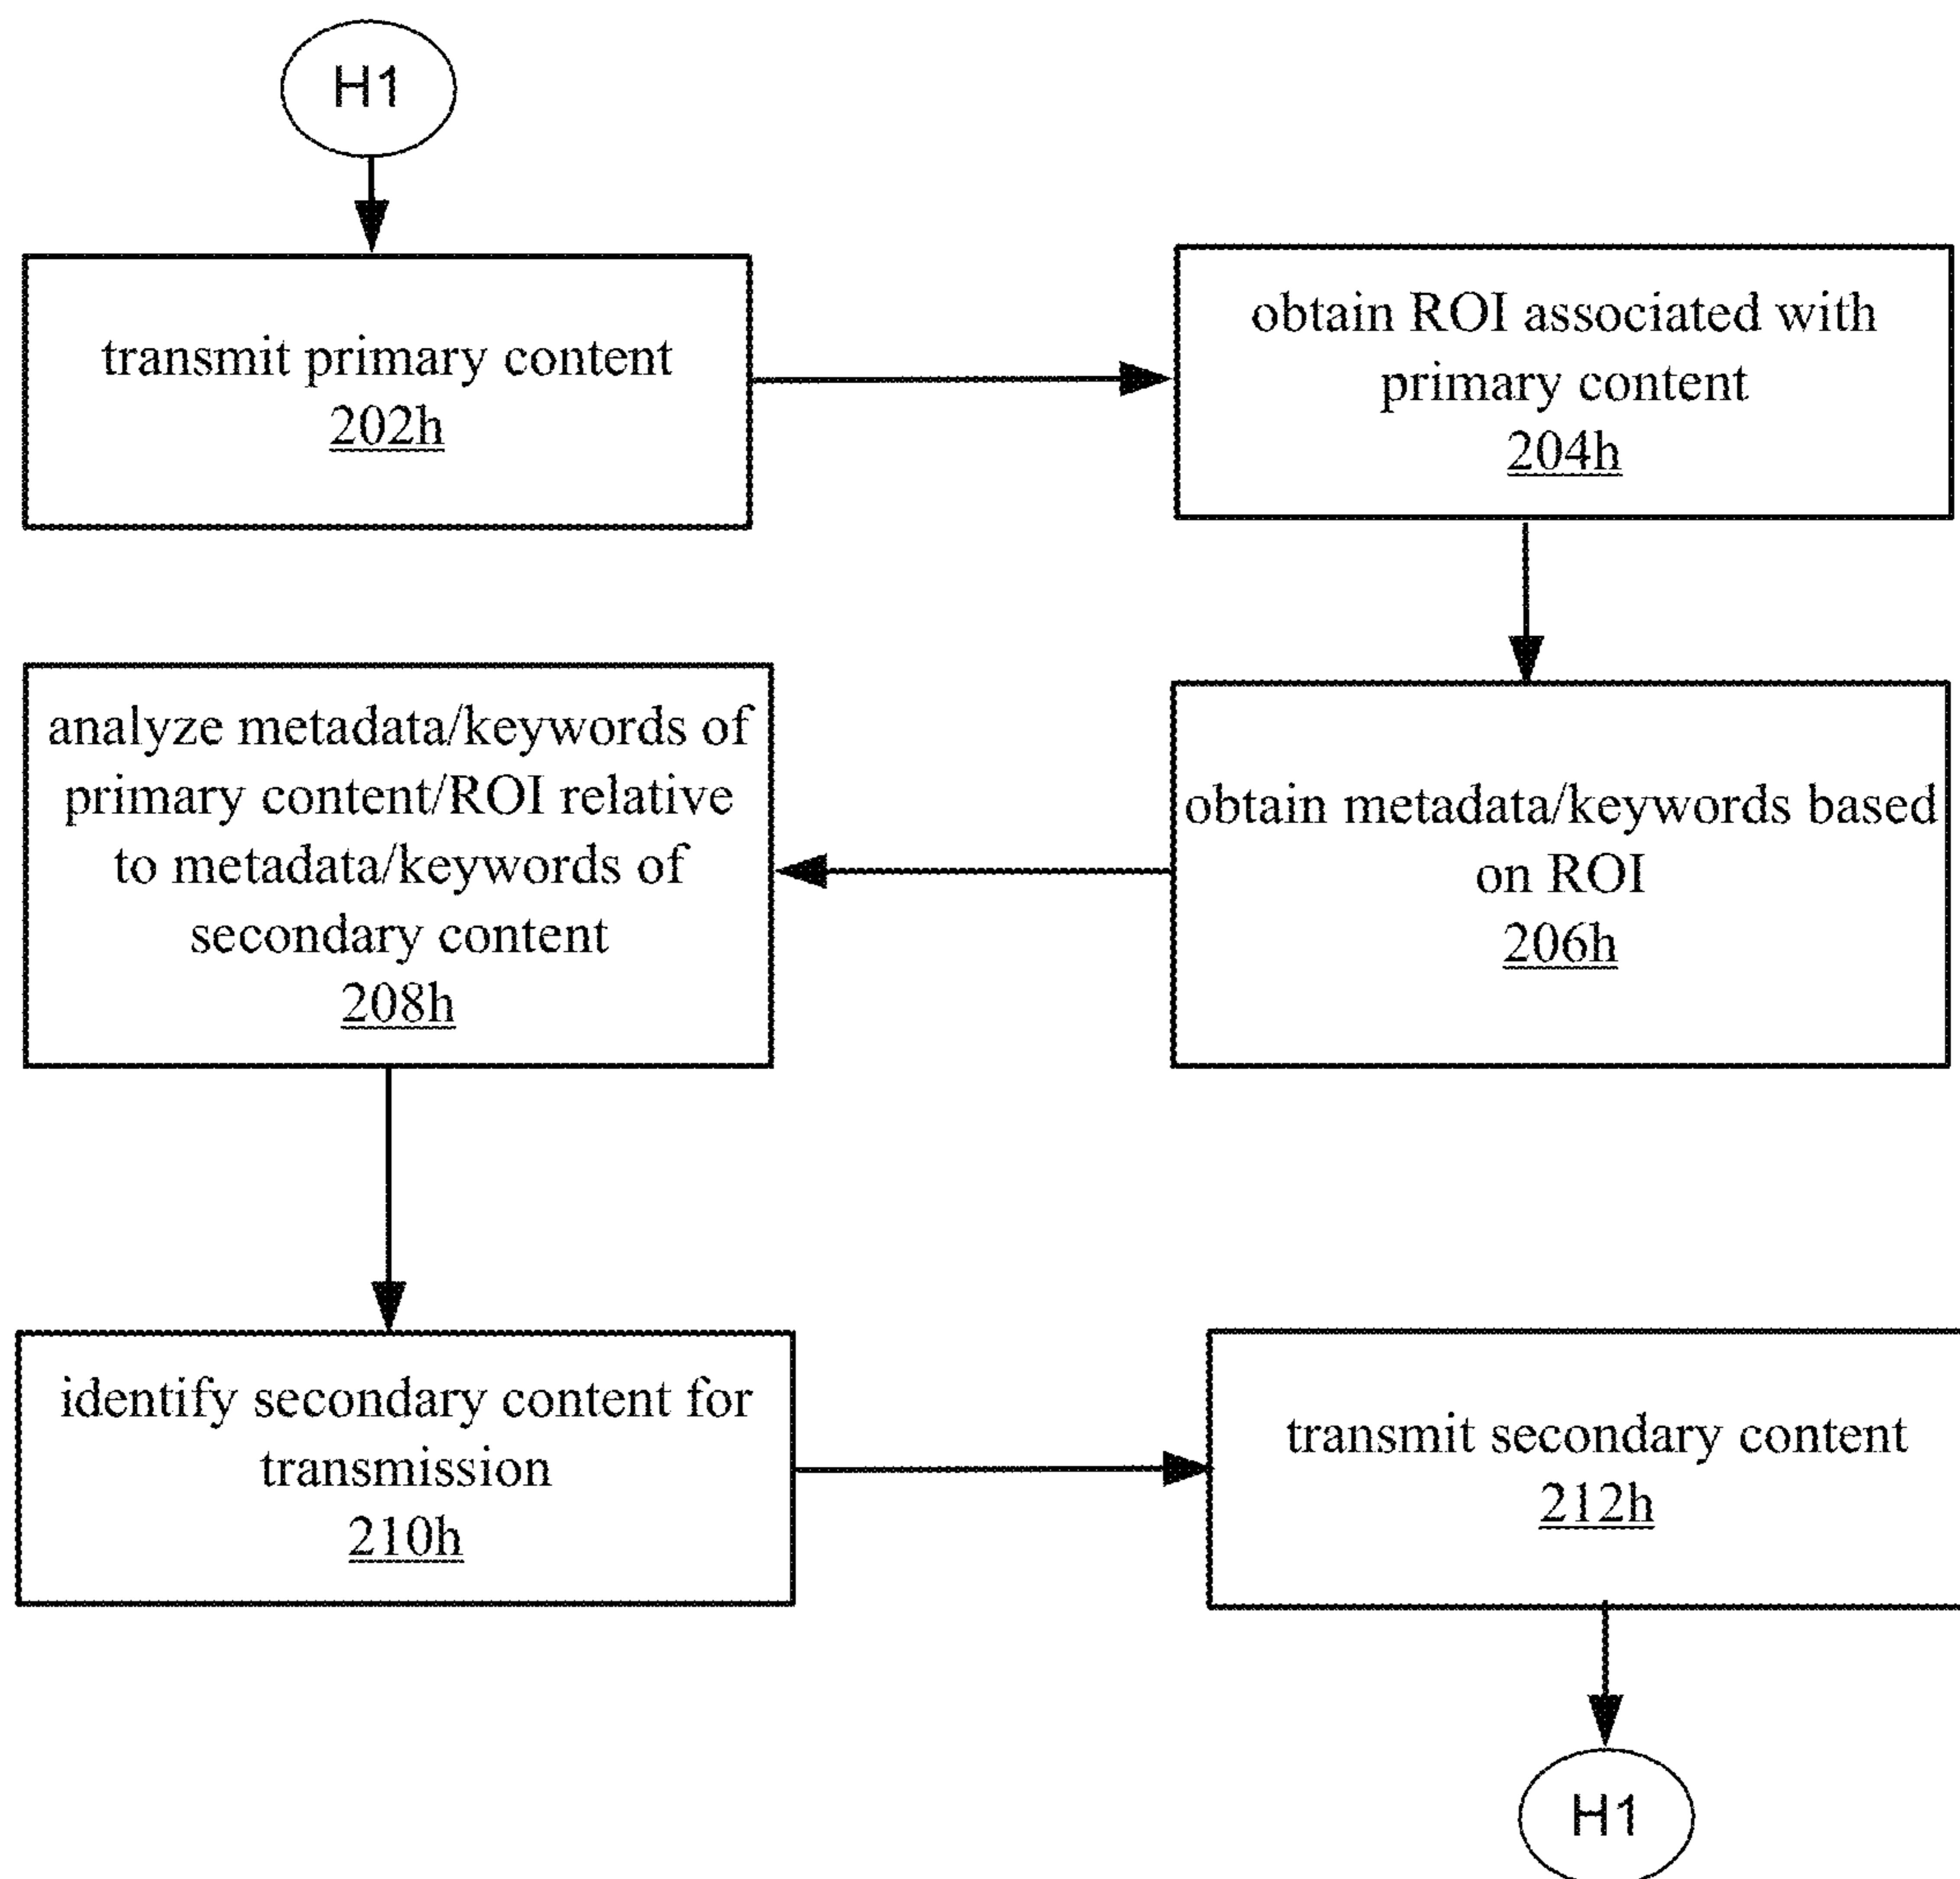 H1
transmit primary content
202h
obtain ROI associated with
primary content
204h
obtain metadata/keywords based
on ROI
206h
analyze metadata/keywords of
primary content/ROI relative
to metadata/keywords of
secondary content
208h
identify secondary content for
transmission
210h
transmit secondary content
212h
H1